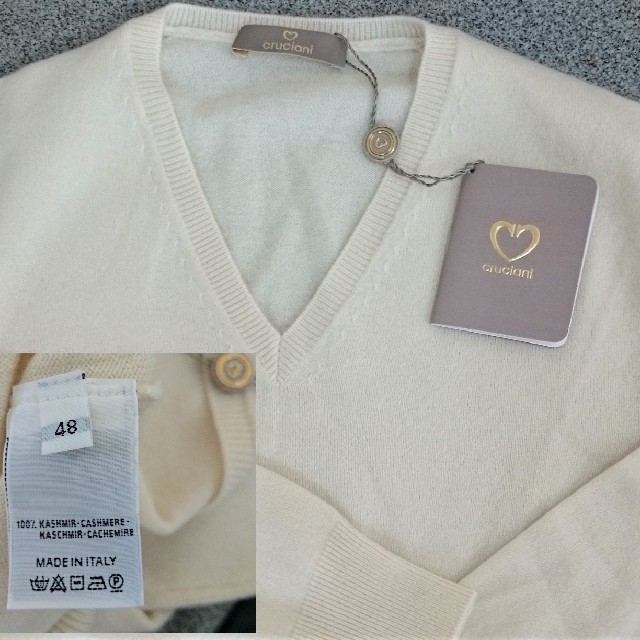 cruciani
cruciani
48
100% KASHMIR-CASHMERE-
KASCHMIR-CACHEMIRE
MADE IN ITALY